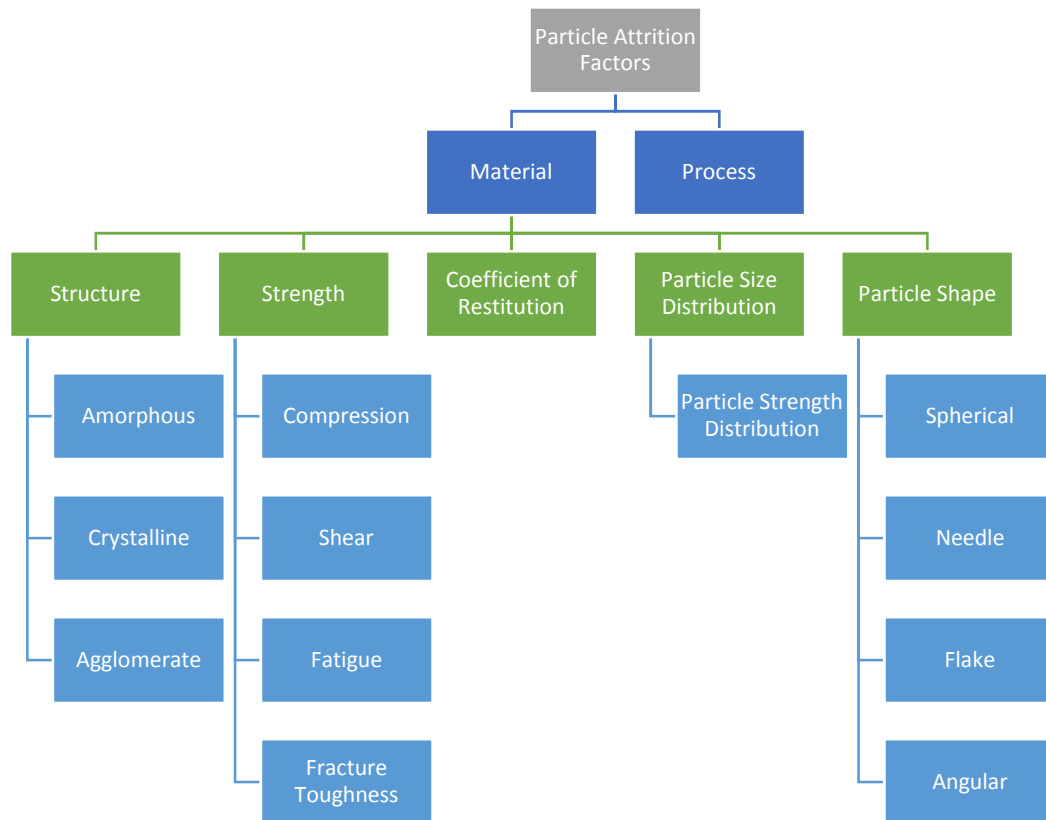 Particle Attrition
Factors
Material
Process
Structure
Strength
Coefficient of
Restitution
Particle Size
Distribution
Particle Shape
Amorphous
Compression
Particle Strength
Distribution
Spherical
Crystalline
Shear
Needle
Agglomerate
Fatigue
Flake
Fracture
Toughness
Angular